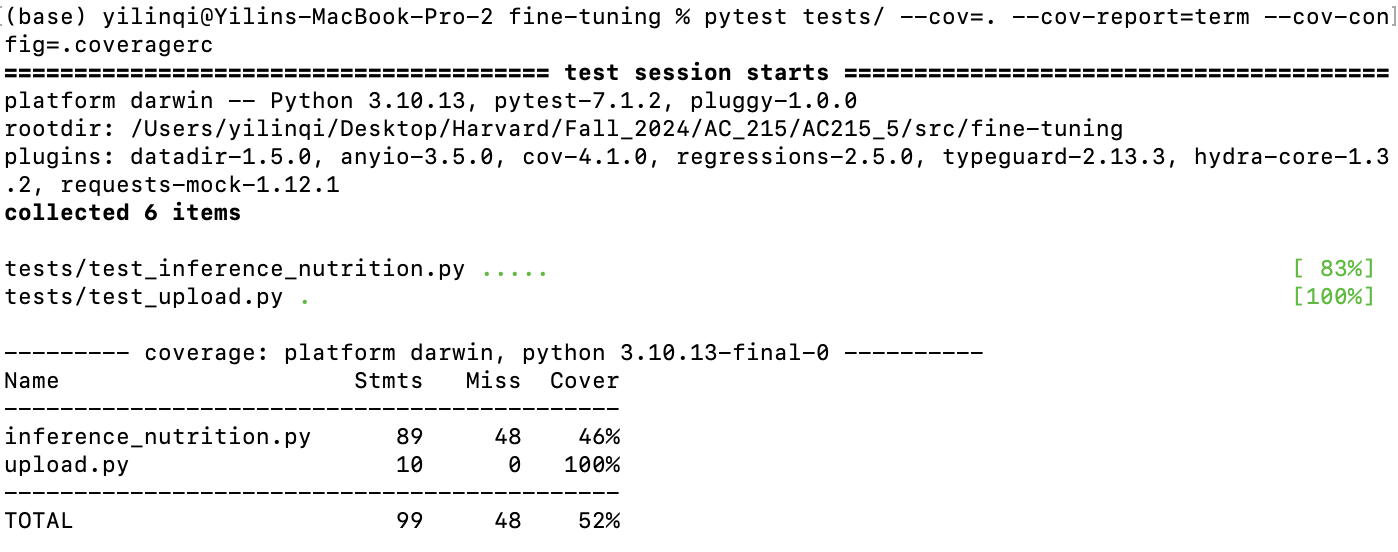 (base) yilinqi@Yilins-MacBook-Pro-2 fine-tuning % pytest tests/ --cov=. --cov-report=term --cov-con
fig=.coveragerc
======================================= test session starts =======================================
platform darwin -- Python 3.10.13, pytest-7.1.2, pluggy-1.0.0
rootdir: /Users/yilinqi/Desktop/Harvard/Fall_2024/AC_215/AC215_5/src/fine-tuning
plugins: datadir-1.5.0, anyio-3.5.0, cov-4.1.0, regressions-2.5.0, typeguard-2.13.3, hydra-core-1.3
.2, requests-mock-1.12.1
collected 6 items

tests/test_inference_nutrition.py .....                                                     [ 83%]
tests/test_upload.py .                                                                      [100%]

--------- coverage: platform darwin, python 3.10.13-final-0 ----------
Name                     Stmts   Miss  Cover
--------------------------------------------
inference_nutrition.py      89     48    46%
upload.py                   10      0   100%
--------------------------------------------
TOTAL                       99     48    52%